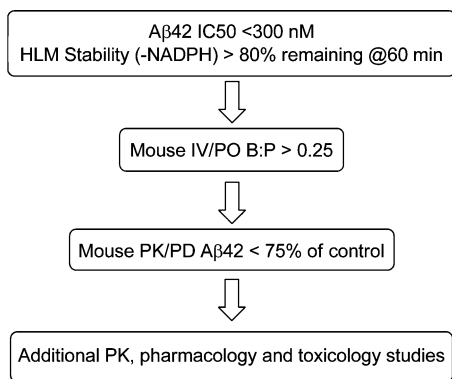 Aβ42 IC50 <300 nM
HLM Stability (-NADPH) > 80% remaining @60 min
Mouse IV/PO B:P > 0.25
Mouse PK/PD Aβ42 < 75% of control
Additional PK, pharmacology and toxicology studies